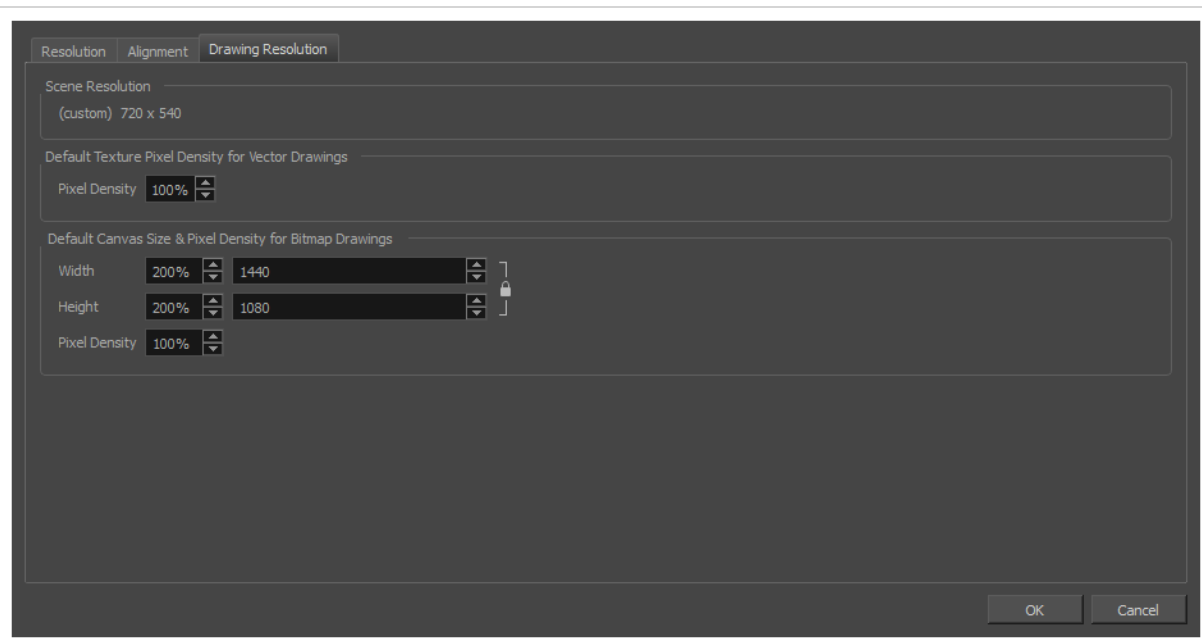 Resolution Alignment Drawing Resolution
Scene Resolution
(custom) 720 x 540
Default Texture Pixel Density for Vector Drawings
Pixel Density 100%
Default Canvas Size & Pixel Density for Bitmap Drawings
Width 200% 1440
Height 200% 1080
Pixel Density 100%
OK Cancel